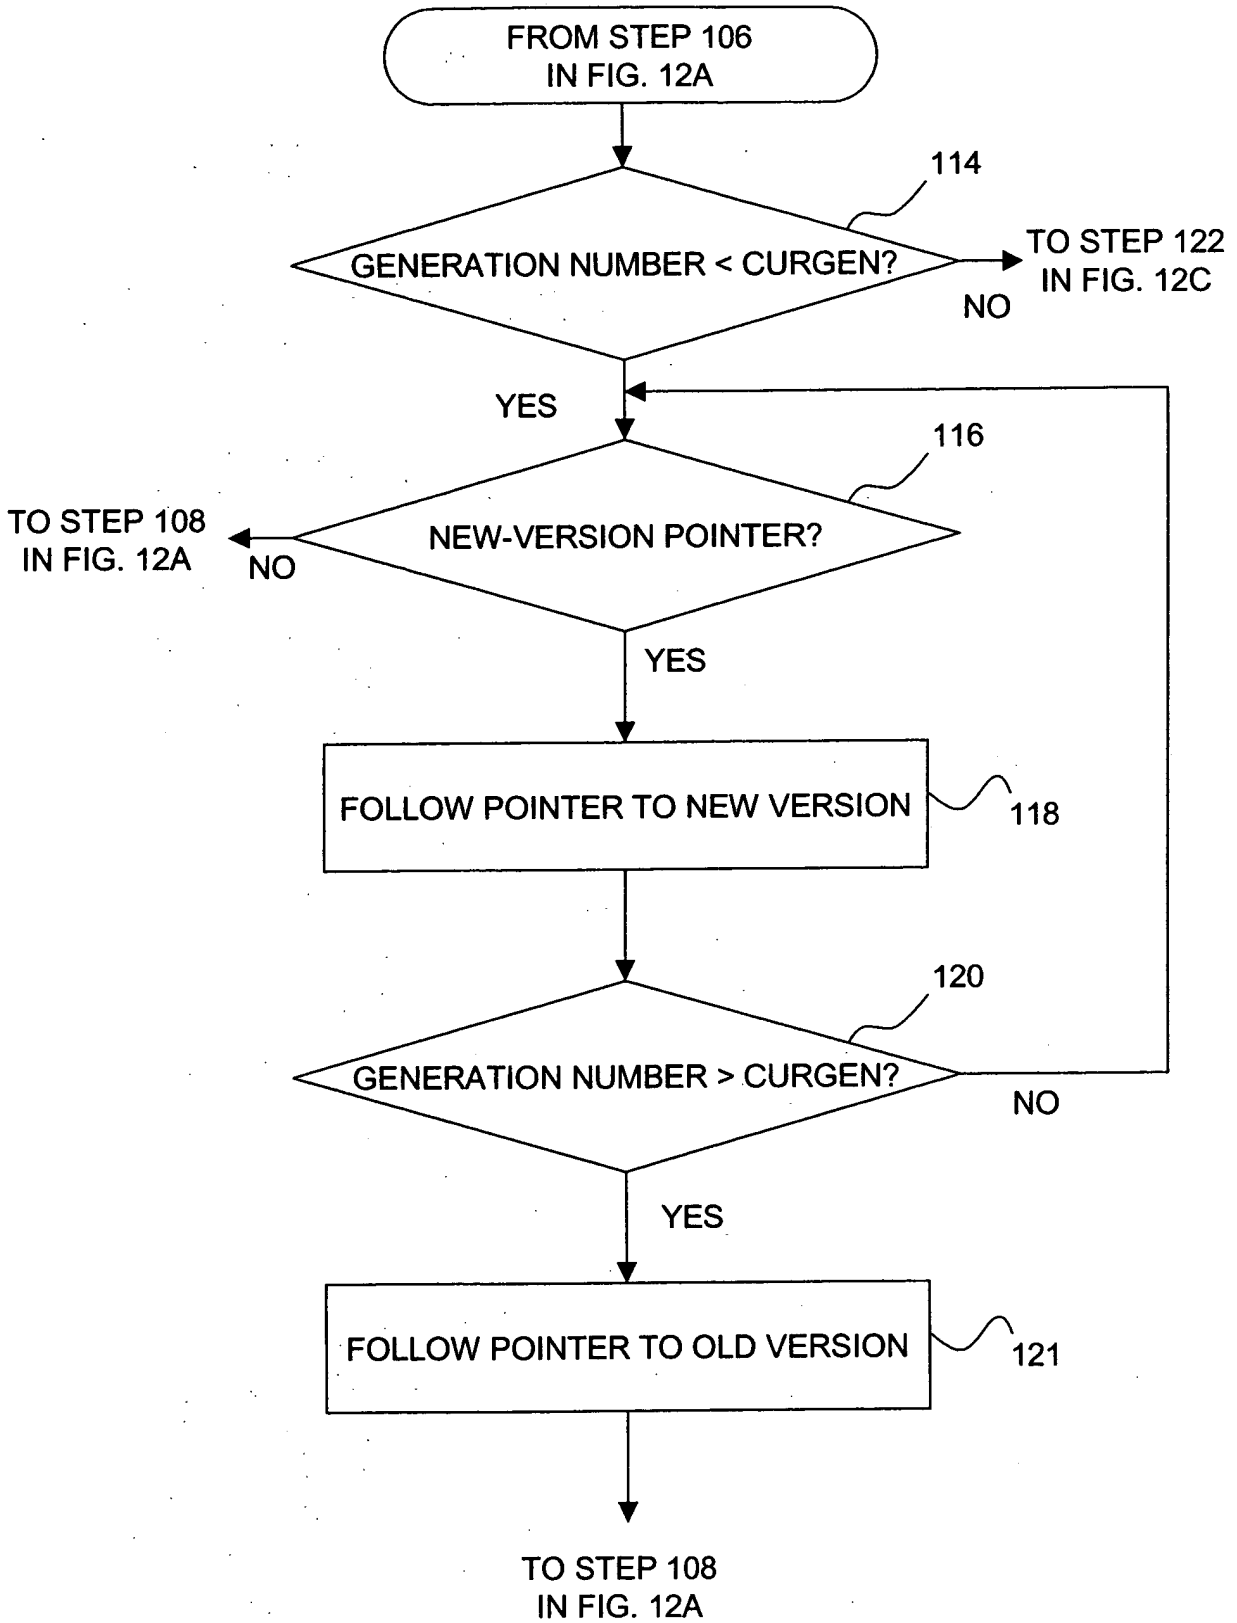 FROM STEP 106
IN FIG. 12A
114
GENERATION NUMBER < CURGEN?
TO STEP 122
IN FIG. 12C
NO
YES
116
NEW-VERSION POINTER?
TO STEP 108
IN FIG. 12A
NO
YES
FOLLOW POINTER TO NEW VERSION
118
120
GENERATION NUMBER > CURGEN?
NO
YES
FOLLOW POINTER TO OLD VERSION
121
TO STEP 108
IN FIG. 12A